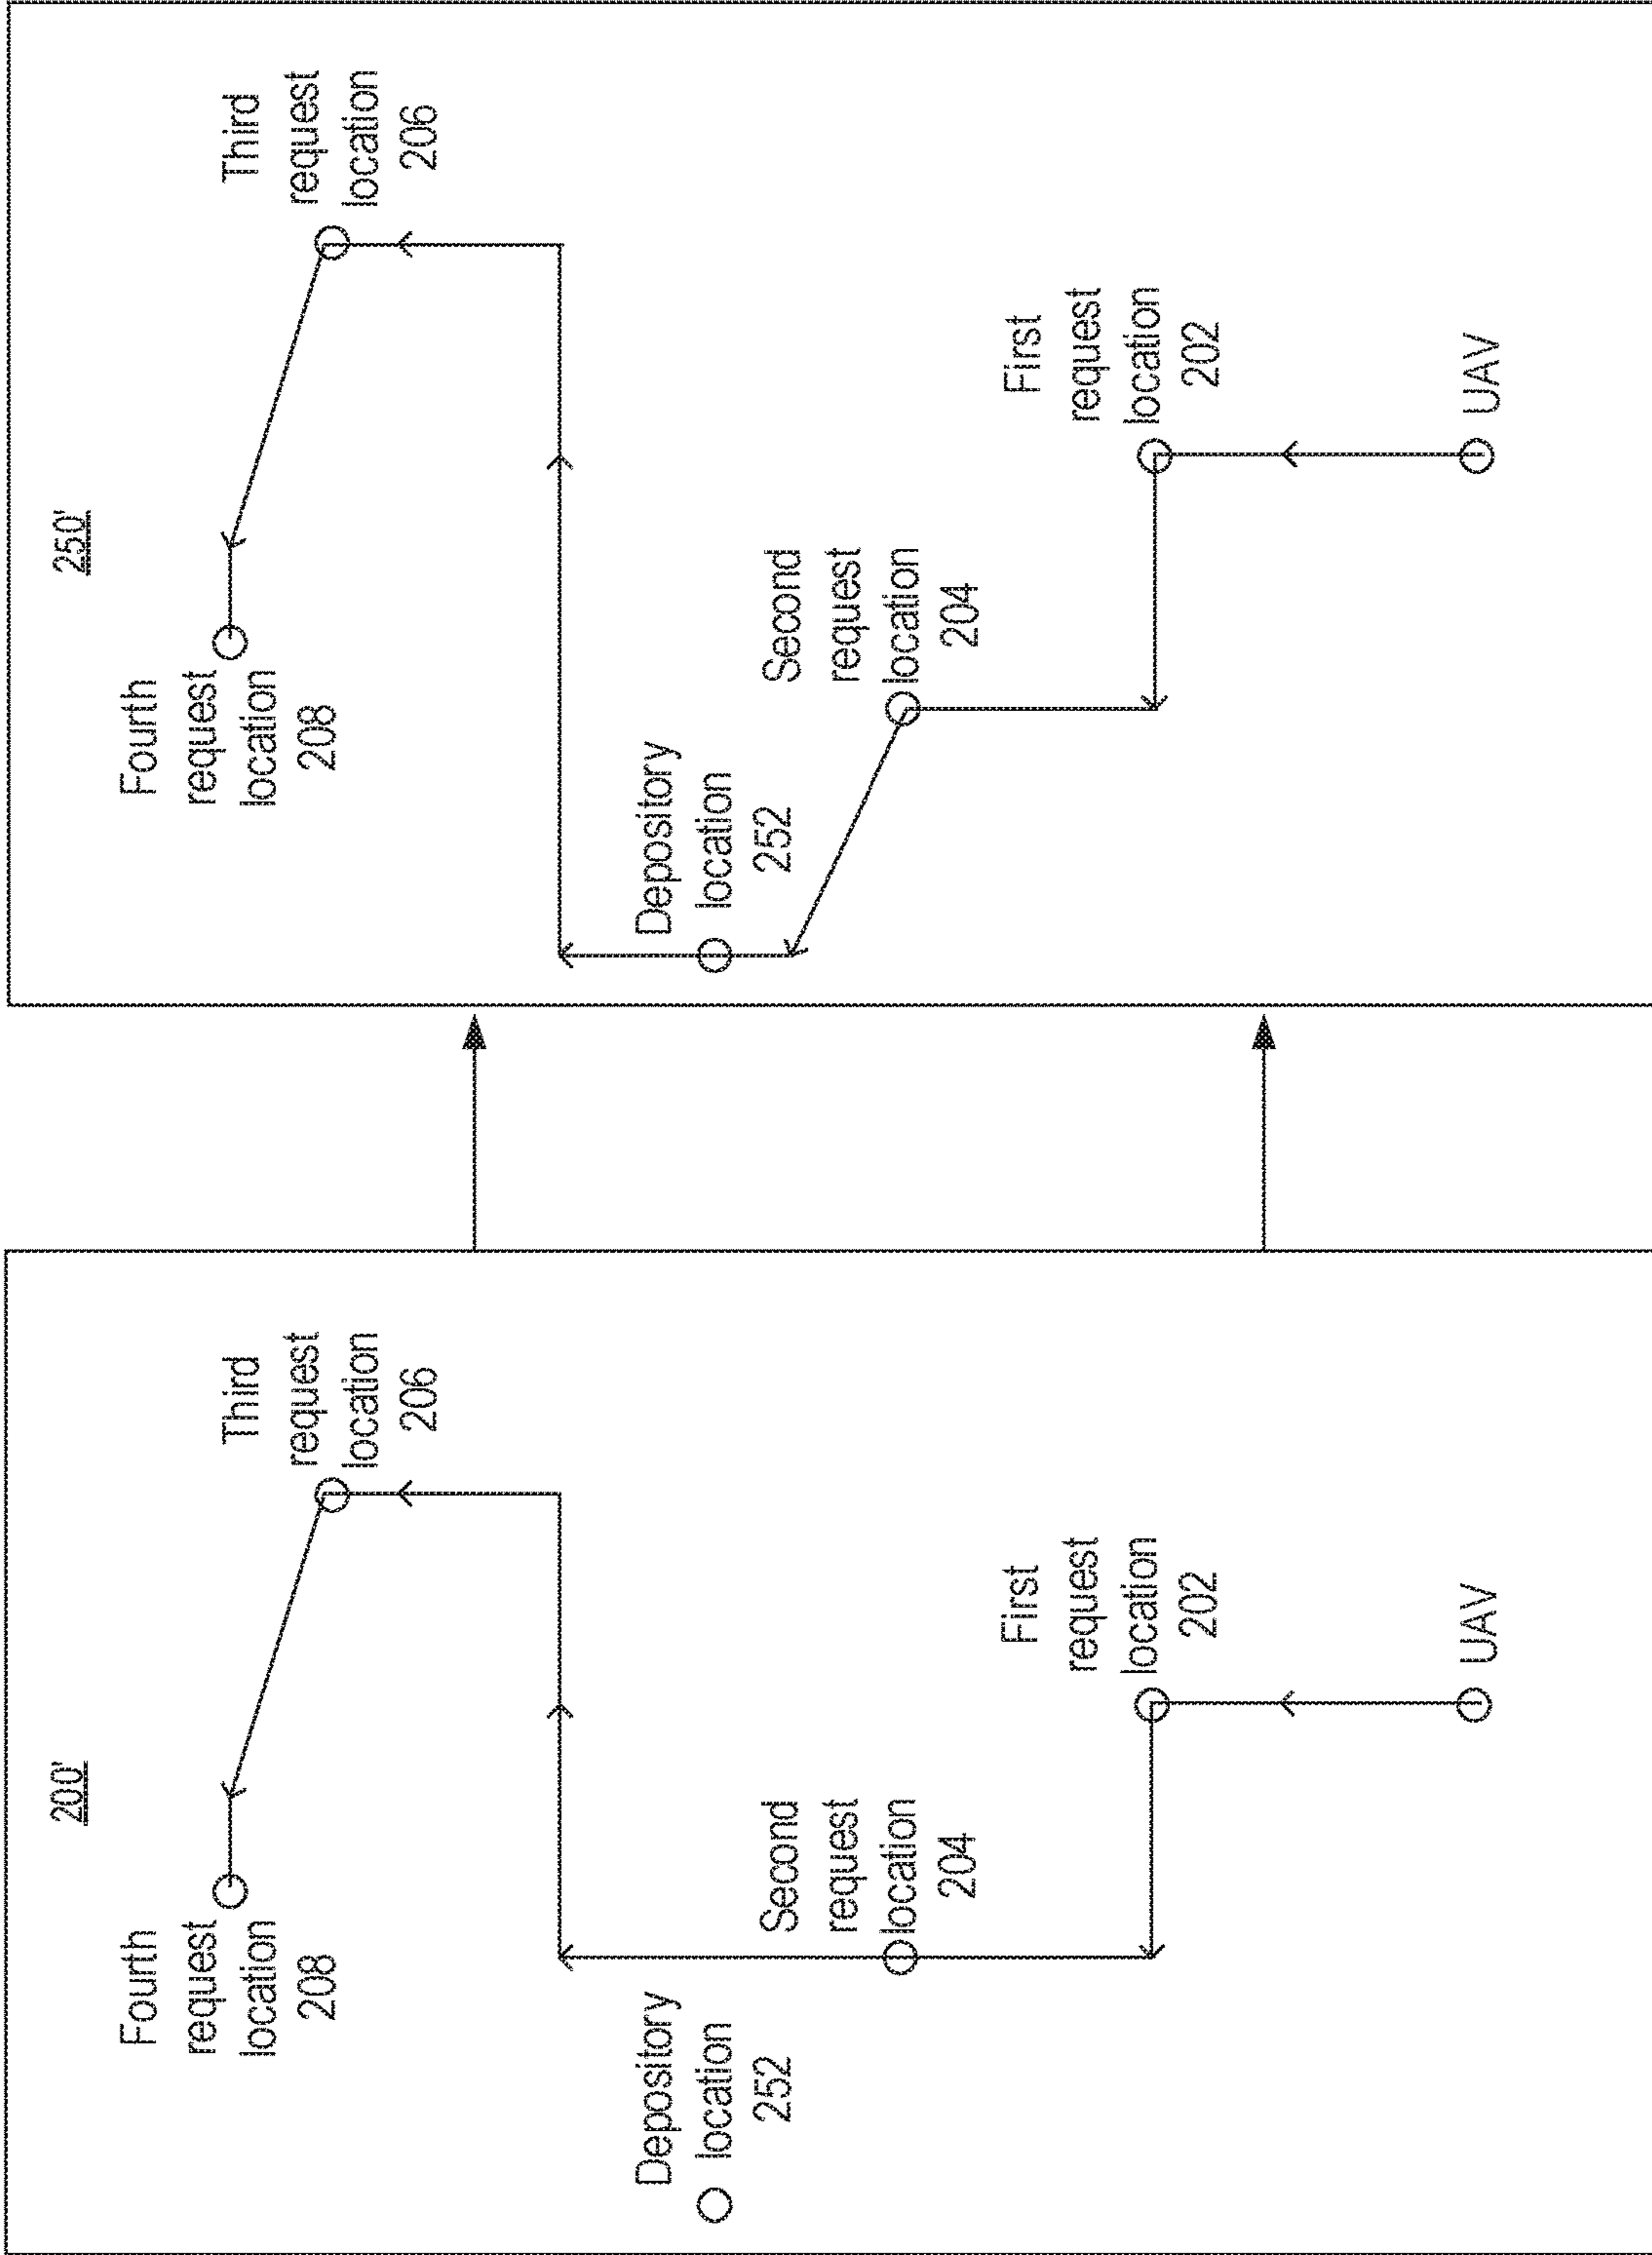 200'
Fourth
request
location
208
Third
request
location
206
Depository
location
252
Second
request
location
204
First
request
location
202
UAV
250'
Fourth
request
location
208
Third
request
location
206
Depository
location
252
Second
request
location
204
First
request
location
202
UAV